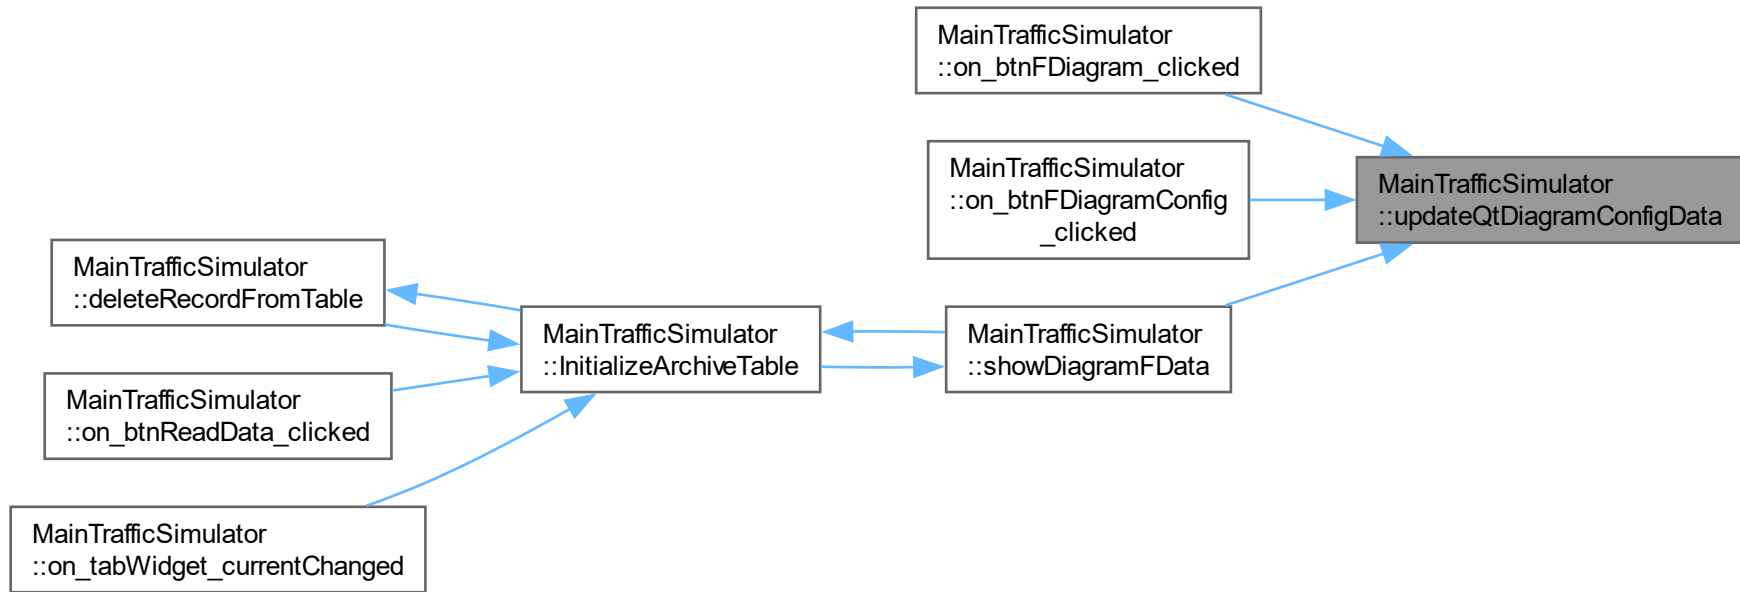 MainTrafficSimulator
::on_btnFDiagram_clicked
MainTrafficSimulator
::on_btnFDiagramConfig
_clicked
MainTrafficSimulator
::updateQtDiagramConfigData
MainTrafficSimulator
::deleteRecordFromTable
MainTrafficSimulator
::InitializeArchiveTable
MainTrafficSimulator
::showDiagramFData
MainTrafficSimulator
::on_btnReadData_clicked
MainTrafficSimulator
::on_tabWidget_currentChanged